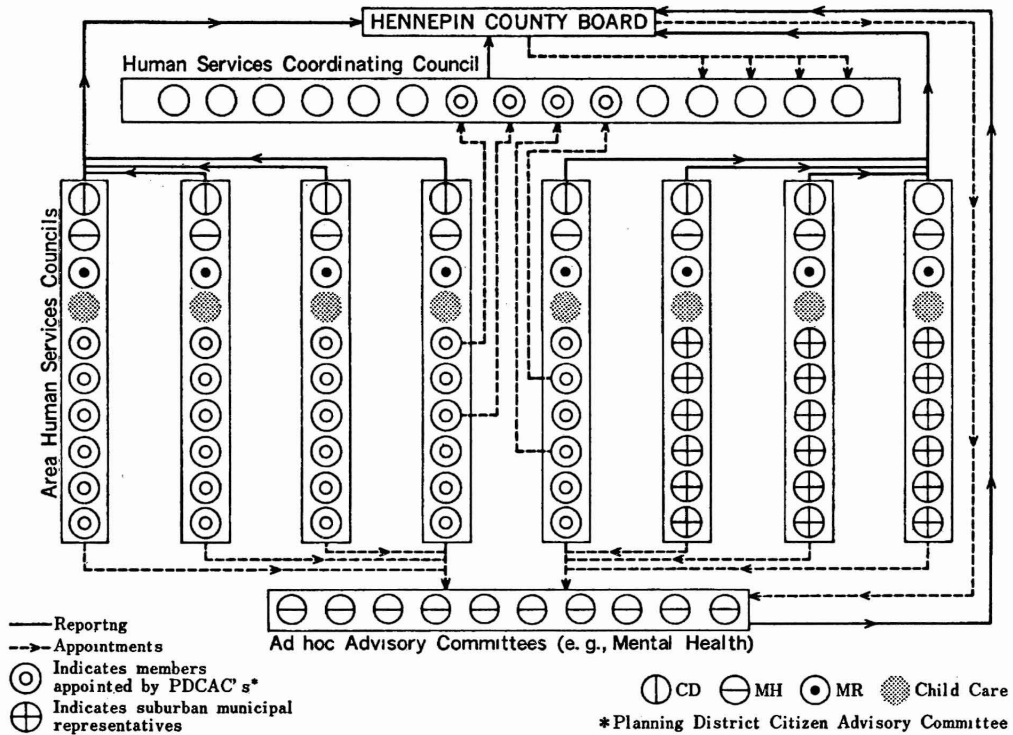 HENNEPIN COUNTY BOARD
Human Services Coordinating Council
Area Human Services Councils
Ad hoc Advisory Committees (e. g., Mental Health)
Reportng
Appointments
Indicates members
appointed by PDCAC's*
Indicates suburban municipal
representatives
CD MH MR Child Care
*Planning District Citizen Advisory Committee